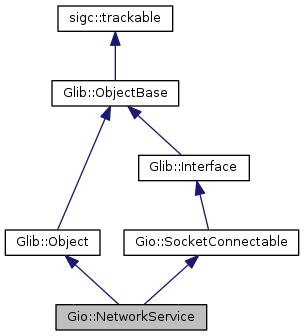 sigc::trackable
Glib::ObjectBase
Glib::Interface
Glib::Object
Gio::SocketConnectable
Gio::NetworkService